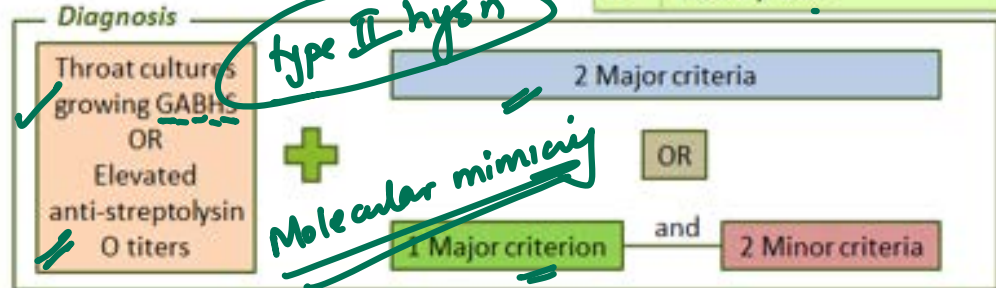 Diagnosis
type II hysn
Throat cultures
growing GABHS
OR
Elevated
anti-streptolysin
O titers
2 Major criteria
OR
Molecular mimicry
1 Major criterion
and
2 Minor criteria